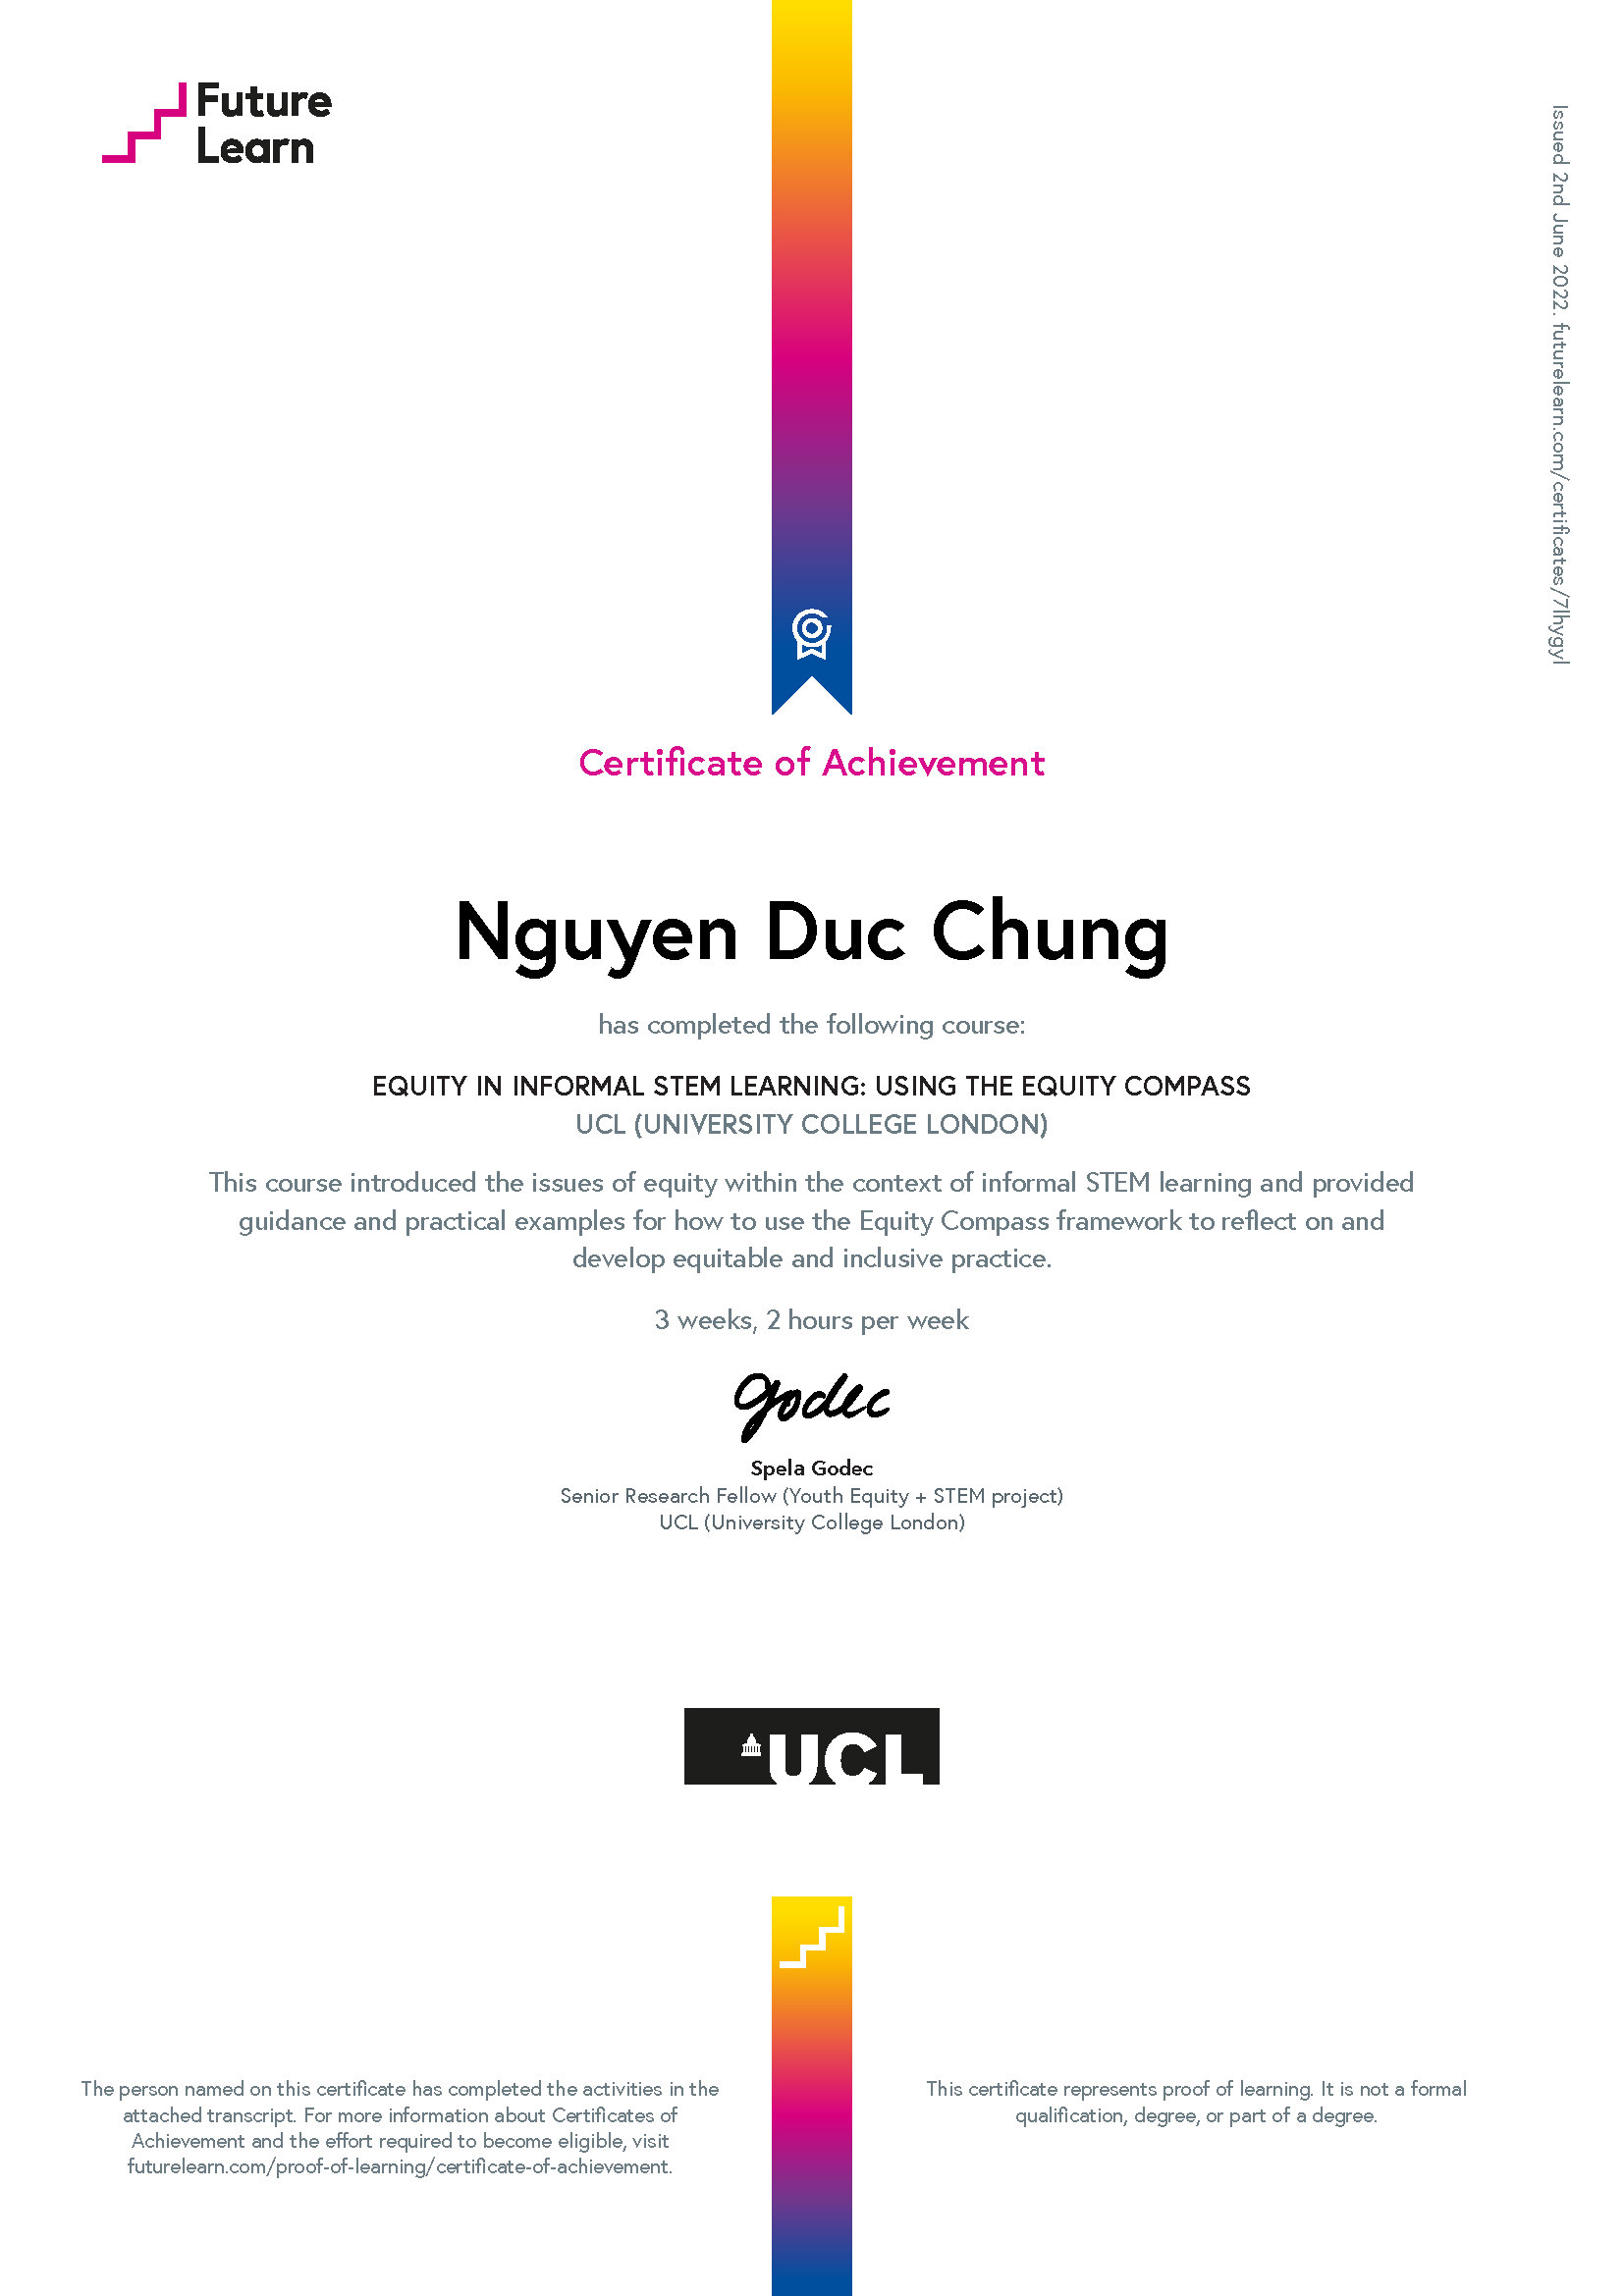 Future
Learn
Issued 2nd June 2022. futurelearn.com/certificates/7lhygyl
Certificate of Achievement
Nguyen Duc Chung
has completed the following course:
EQUITY IN INFORMAL STEM LEARNING: USING THE EQUITY COMPASS
UCL (UNIVERSITY COLLEGE LONDON)
This course introduced the issues of equity within the context of informal STEM learning and provided
guidance and practical examples for how to use the Equity Compass framework to reflect on and
develop equitable and inclusive practice.
3 weeks, 2 hours per week
Godec
Spela Godec
Senior Research Fellow (Youth Equity + STEM project)
UCL (University College London)
UCL
The person named on this certificate has completed the activities in the
attached transcript. For more information about Certificates of
Achievement and the effort required to become eligible, visit
futurelearn.com/proof-of-learning/certificate-of-achievement.
This certificate represents proof of learning. It is not a formal
qualification, degree, or part of a degree.